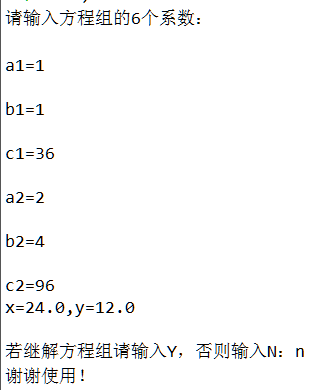 请输入方程组的6个系数：
a1=1
b1=1
c1=36
a2=2
b2=4
c2=96
x=24.0,y=12.0
若继解方程组请输入Y，否则输入N：n
谢谢使用！